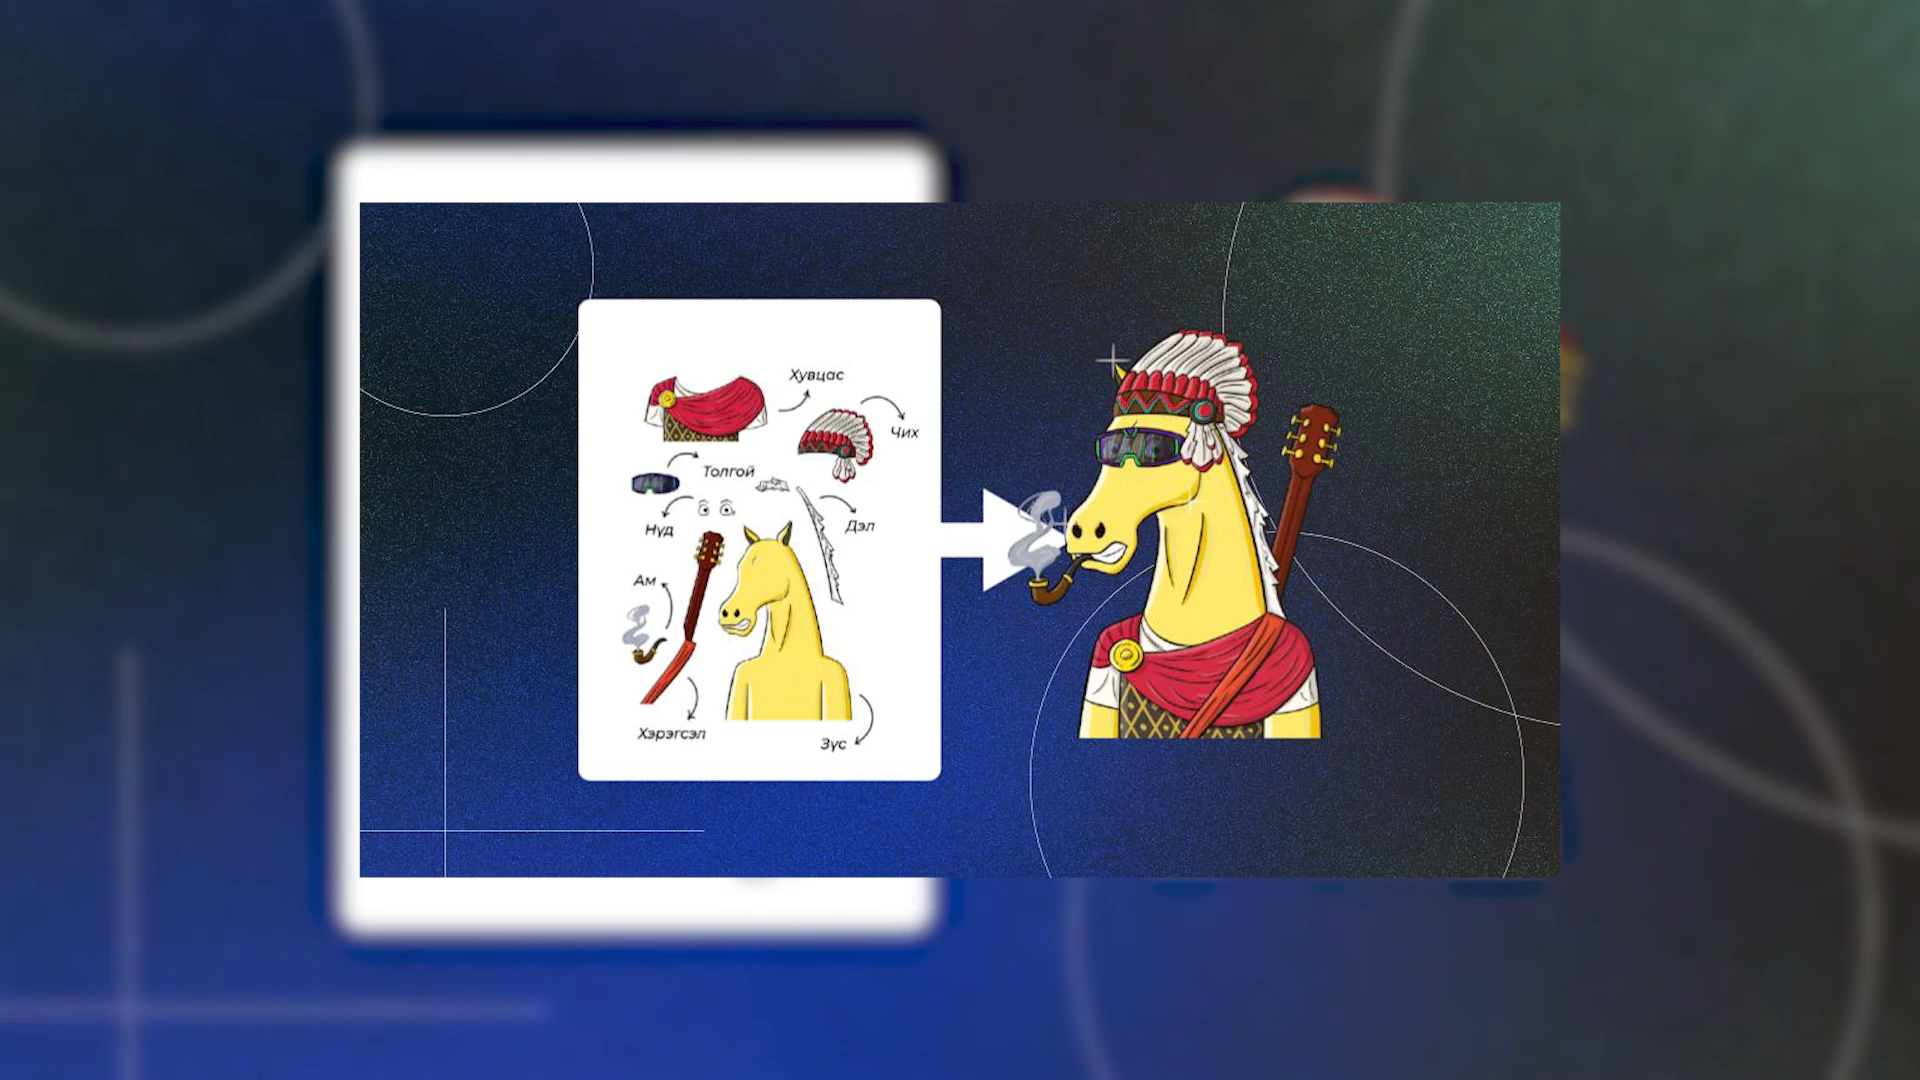 Хувцас
Чих
Толгой
Нүд
Дэл
Ам
Хэрэгсэл
Зүс